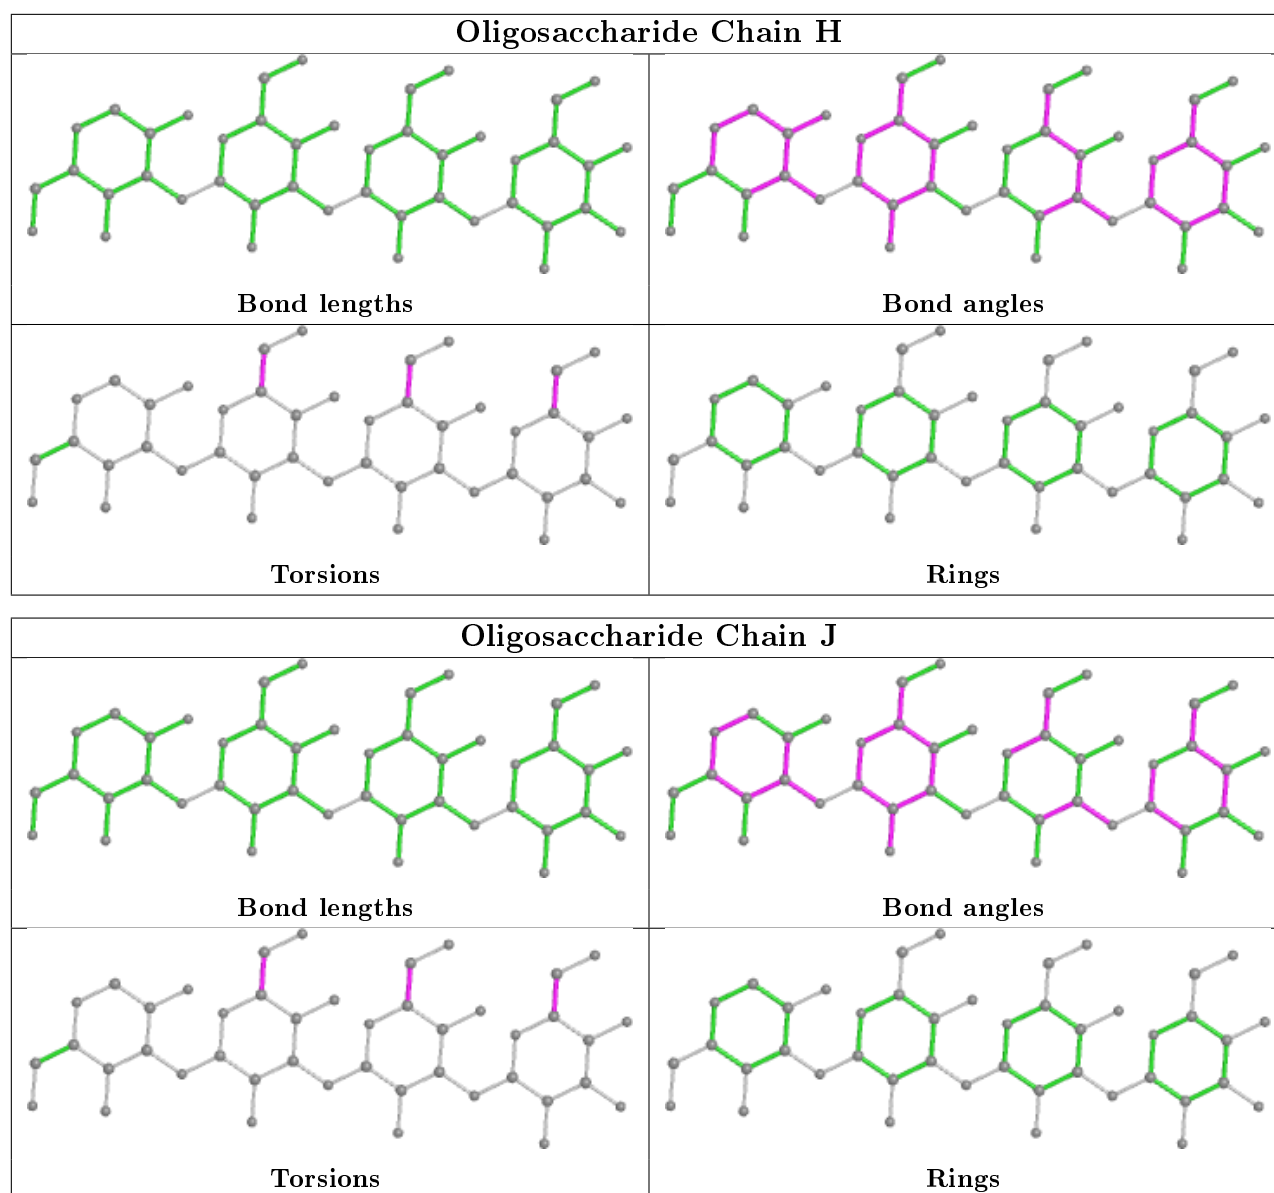 Oligosaccharide Chain H
Bond lengths
Bond angles
Torsions
Rings
Oligosaccharide Chain J
Bond lengths
Bond angles
Torsions
Rings